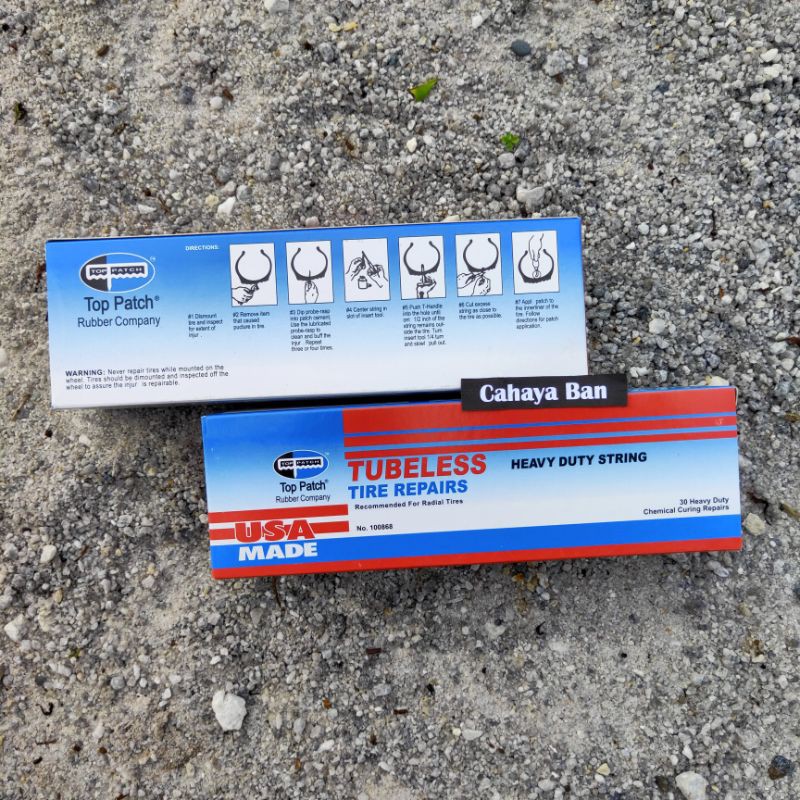 TOP PATCH
TM
Top Patch®
Rubber Company
DIRECTIONS:
#1 Dismount
tire and inspect
for extent of
injur .
#2 Remove item
that caused
puncture in tire.
#3 Dip probe-rasp
into patch cement.
Use the lubricated
probe-rasp to
clean and buff the
injur . Repeat
three or four times.
#4 Center string in
slot of insert tool.
#5 Push T-Handle
into the hole until
on 1/2 inch of the
string remains out-
side the tire. Turn
insert tool 1/4 turn
and slowl pull out.
#6 Cut excess
string as close to
the tire as possible.
#7 Appl patch to
the innerliner of the
tire. Follow
directions for patch
application.
WARNING: Never repair tires while mounted on the
wheel. Tires should be dimounted and inspected off the
wheel to assure the injur is repairable.
Cahaya Ban
TOP PATCH
Top Patch®
Rubber Company
USA
MADE
TUBELESS
TIRE REPAIRS
Recommended For Radial Tires
No. 100868
HEAVY DUTY STRING
30 Heavy Duty
Chemical Curing Repairs